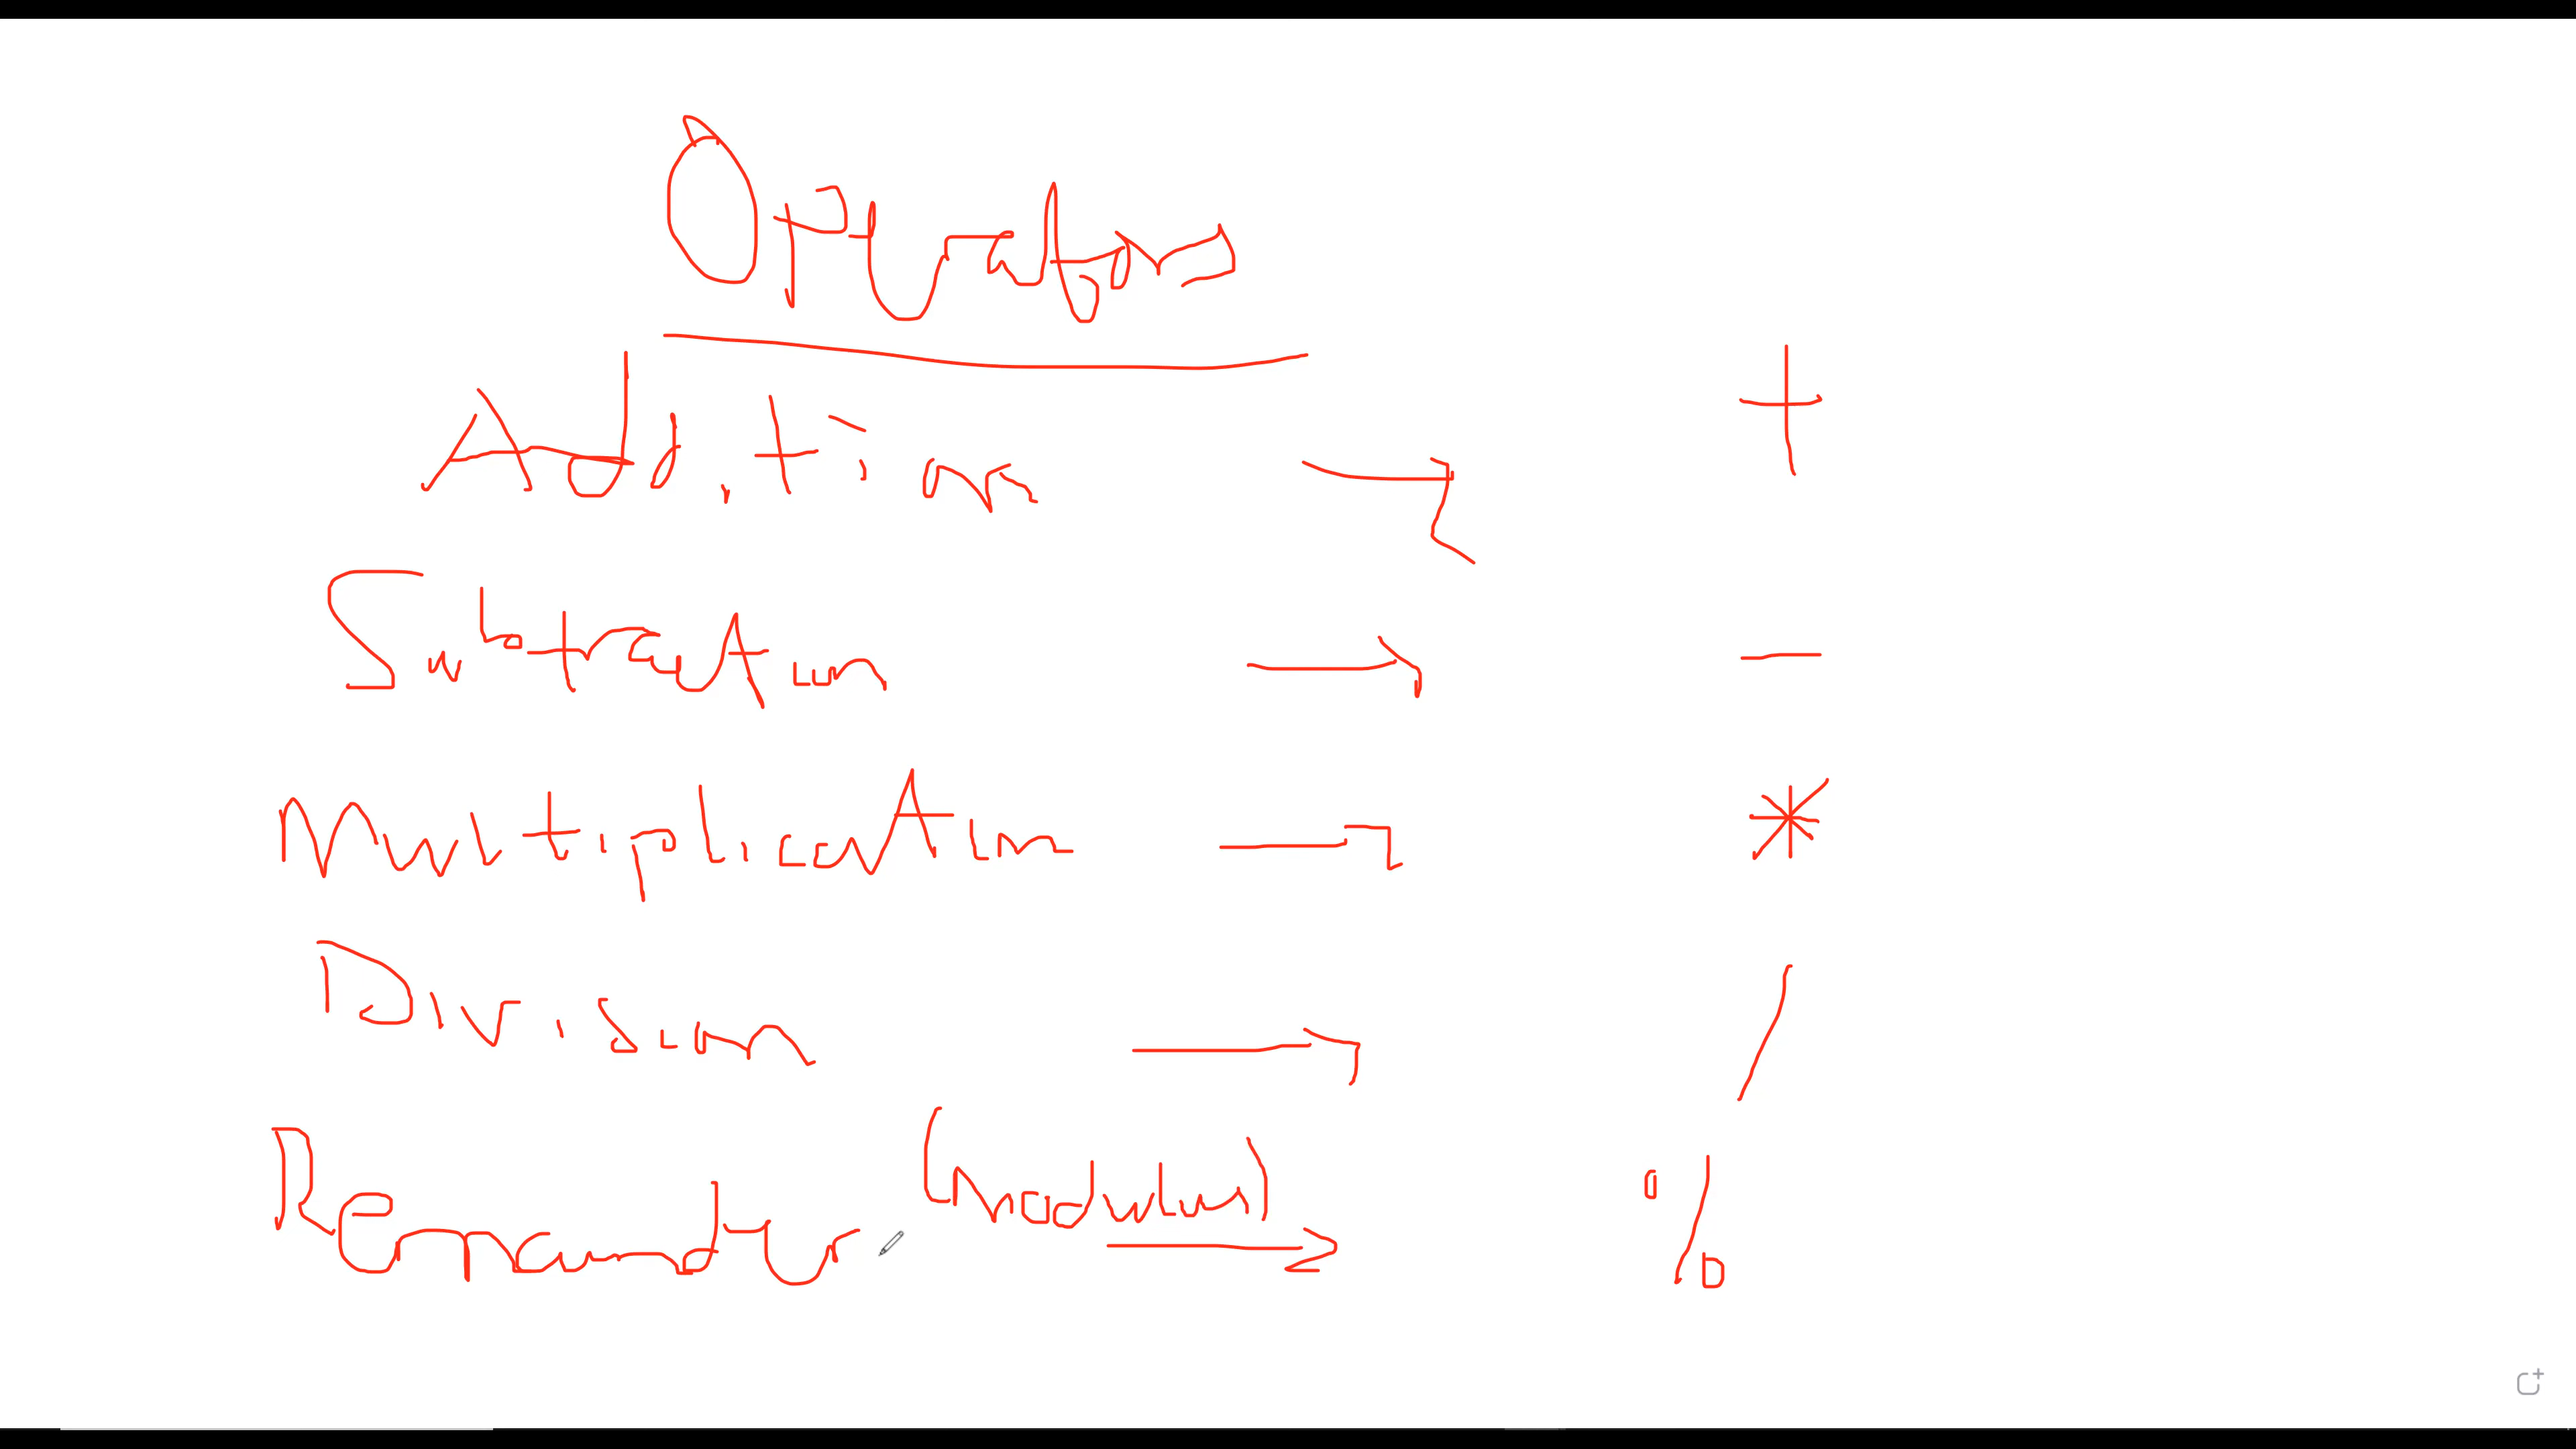 Operators
Addition → +
Subtraction → -
Multiplication → *
Division → /
Remainder (modulus) → %